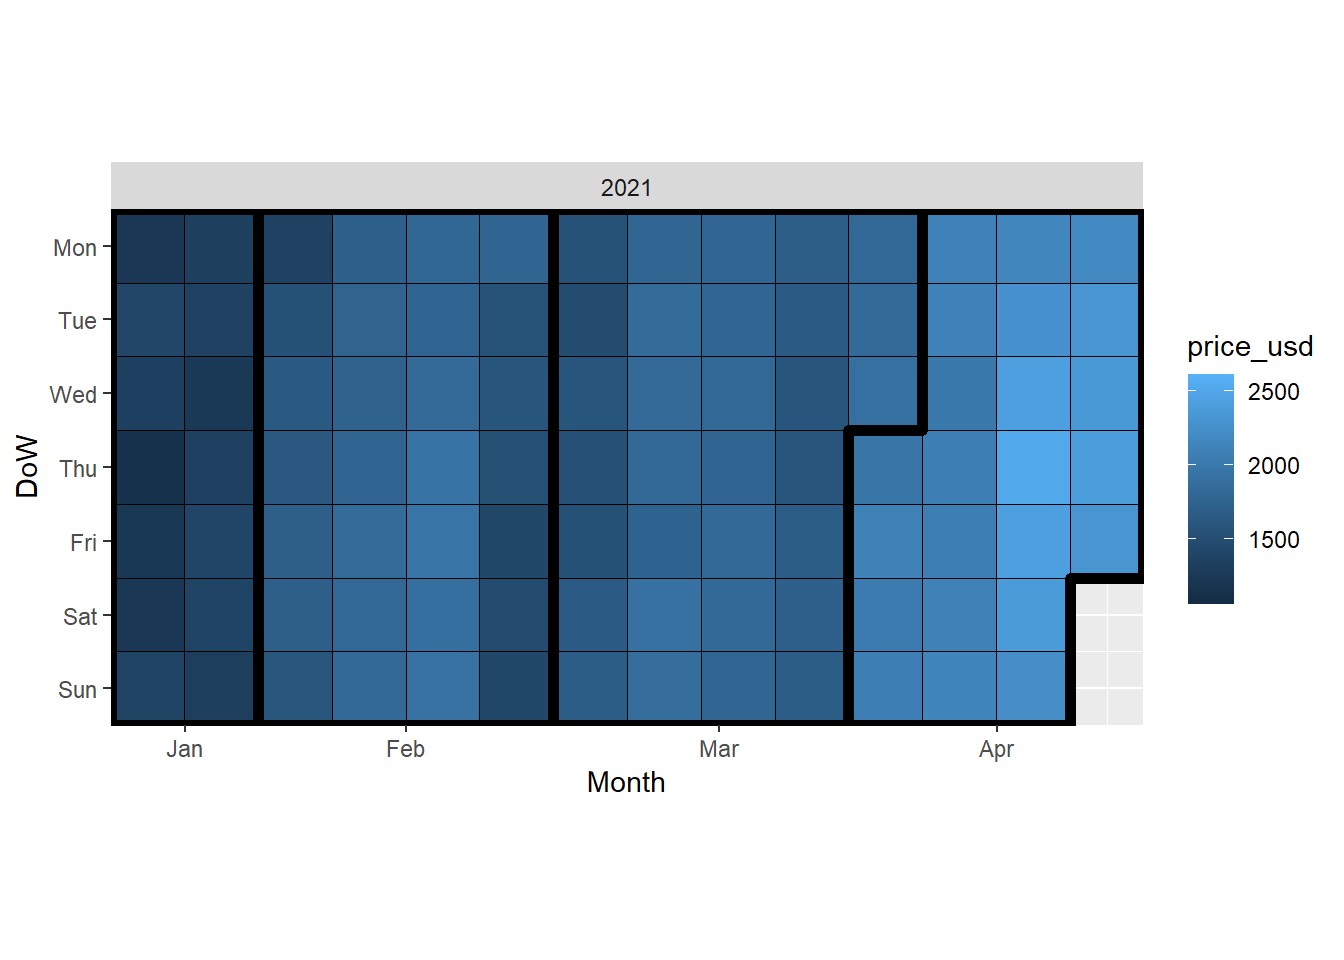 2021
Mon
Tue
Wed
Thu
Fri
Sat
Sun
DoW
Jan Feb Mar Apr
Month
price_usd
2500
2000
1500